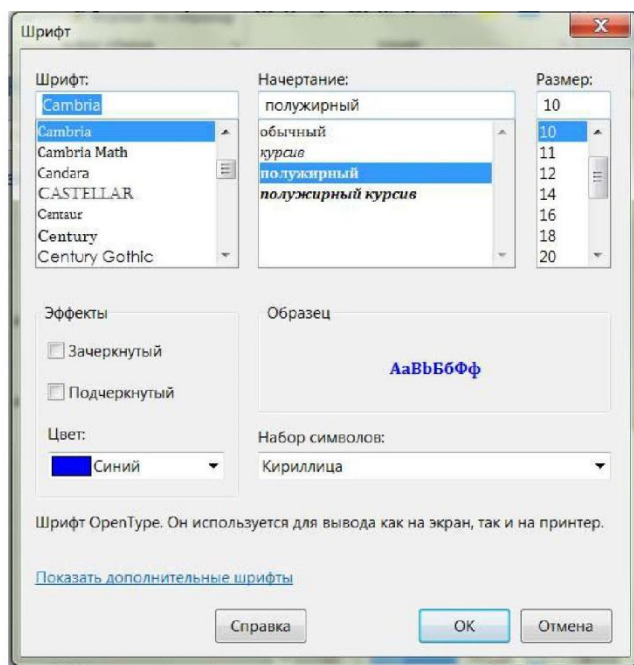 Шрифт
Шрифт:
Cambria
Cambria
Cambria Math
Candara
CASTELLAR
Centaur
Century
Century Gothic
Начертание:
полужирный
обычный
курсив
полужирный
полужирный курсив
Размер:
10
10
11
12
14
16
18
20
Эффекты
Зачеркнутый
Подчеркнутый
Цвет:
Синий
Образец
АаBbБбФф
Набор символов:
Кириллица
Шрифт OpenType. Он используется для вывода как на экран, так и на принтер.
Показать дополнительные шрифты
Справка
ОК
Отмена